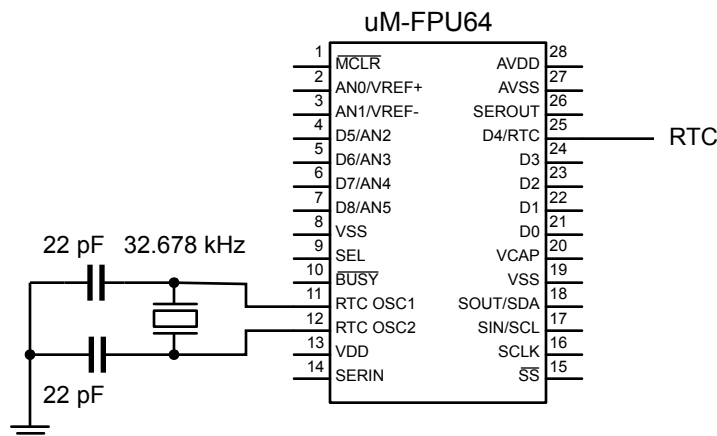 uM-FPU64
1 MCLR
2 AN0/VREF+
3 AN1/VREF-
4 D5/AN2
5 D6/AN3
6 D7/AN4
7 D8/AN5
8 VSS
9 SEL
10 BUSY
11 RTC OSC1
12 RTC OSC2
13 VDD
14 SERIN
AVDD 28
AVSS 27
SEROUT 26
D4/RTC 25
D3 24
D2 23
D1 22
D0 21
VCAP 20
VSS 19
SOUT/SDA 18
SIN/SCL 17
SCLK 16
SS 15
RTC
22 pF 32.678 kHz
22 pF